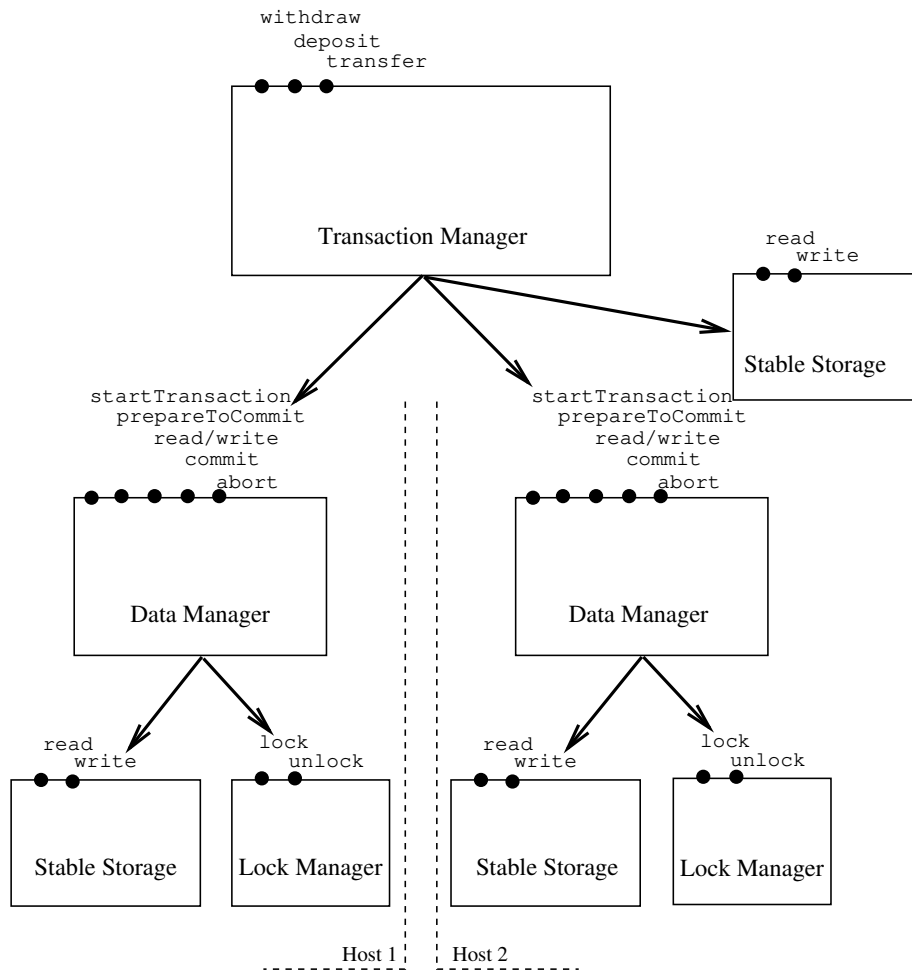 withdraw
deposit
transfer
Transaction Manager
read
write
Stable Storage
startTransaction
prepareToCommit
read/write
commit
abort
Data Manager
startTransaction
prepareToCommit
read/write
commit
abort
Data Manager
read
write
Stable Storage
lock
unlock
Lock Manager
read
write
Stable Storage
lock
unlock
Lock Manager
Host 1
Host 2